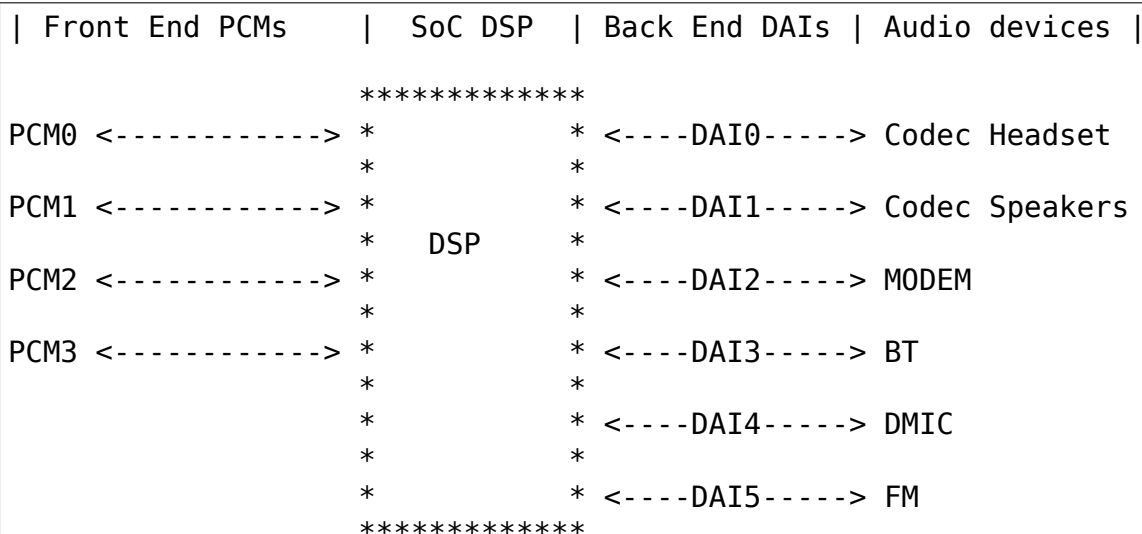 | Front End PCMs    |  SoC DSP  | Back End DAIs | Audio devices |

                    *************
PCM0 <------------> *           * <----DAI0-----> Codec Headset
                    *           *
PCM1 <------------> *           * <----DAI1-----> Codec Speakers
                    *   DSP     *
PCM2 <------------> *           * <----DAI2-----> MODEM
                    *           *
PCM3 <------------> *           * <----DAI3-----> BT
                    *           *
                    *           * <----DAI4-----> DMIC
                    *           *
                    *           * <----DAI5-----> FM
                    *************